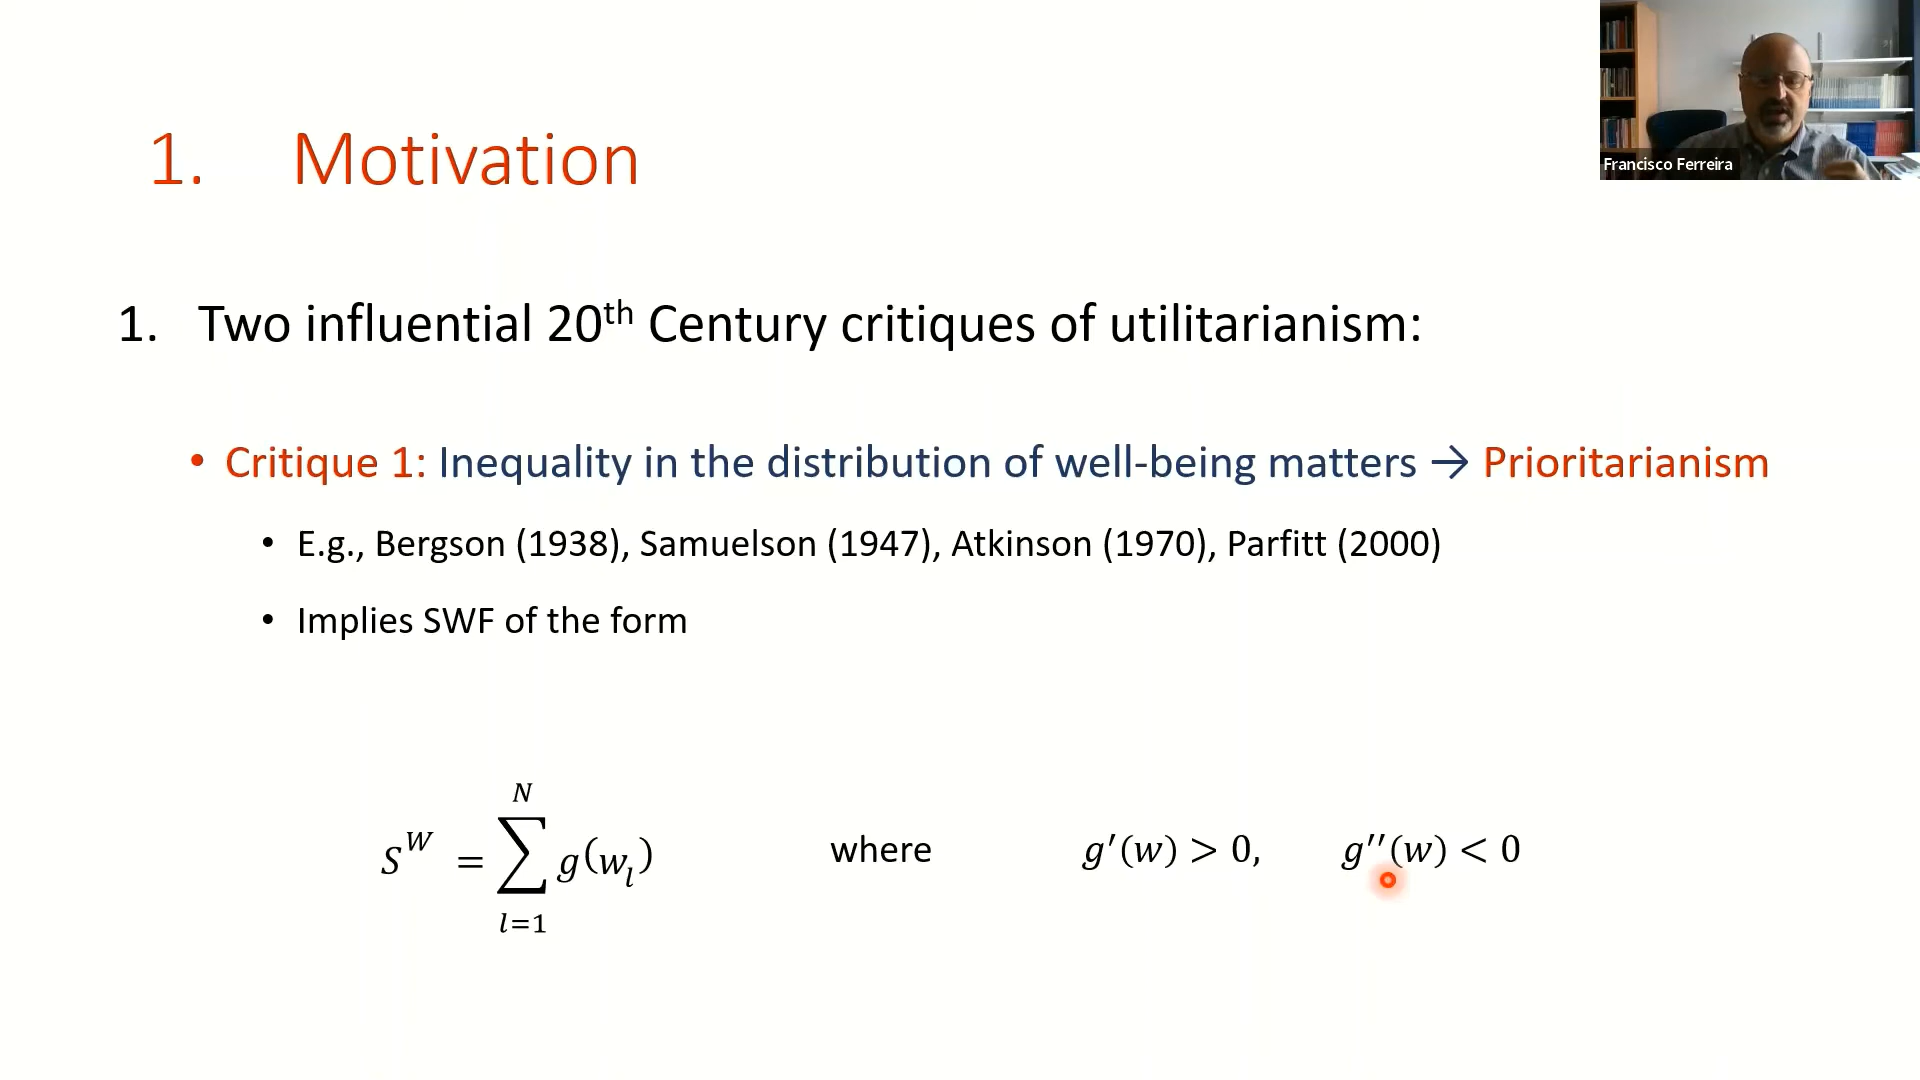 Francisco Ferreira
1. Motivation
1. Two influential 20th Century critiques of utilitarianism:
• Critique 1: Inequality in the distribution of well-being matters → Prioritarianism
• E.g., Bergson (1938), Samuelson (1947), Atkinson (1970), Parfitt (2000)
• Implies SWF of the form
S^W = ∑_{l=1}^{N} g(w_l) where g′(w) > 0, g′′(w) < 0